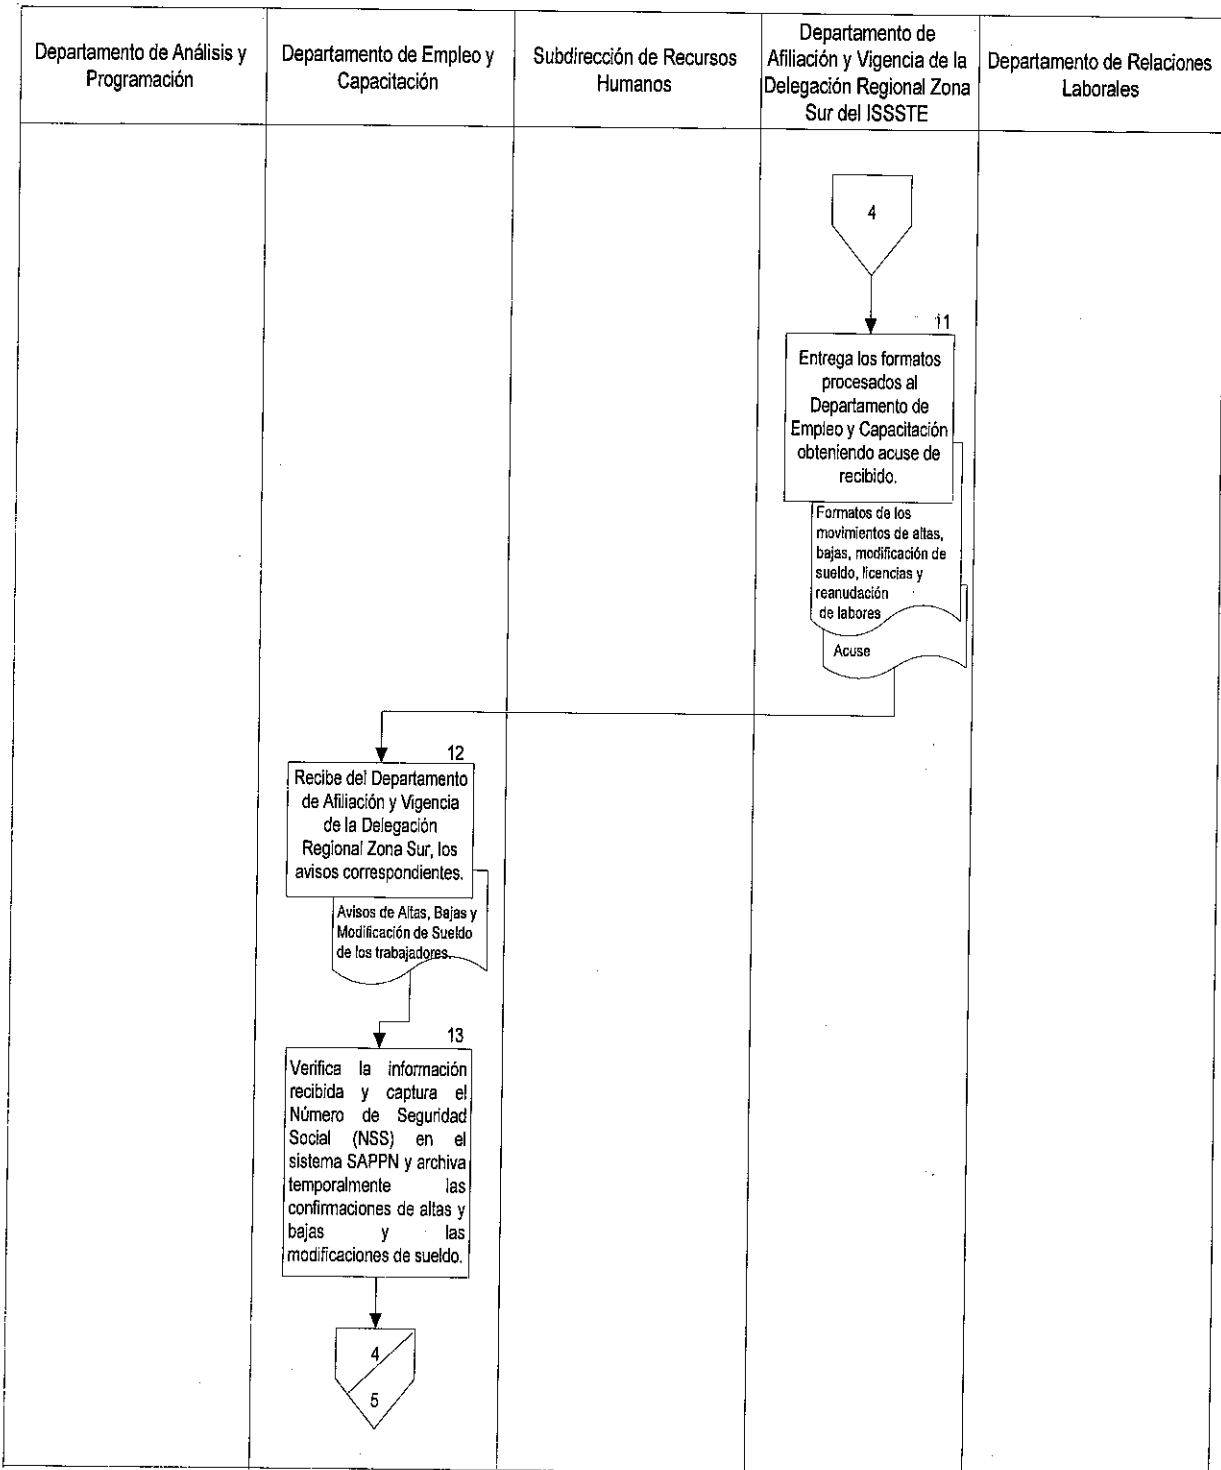 Departamento de Análisis y
Programación
Departamento de Empleo y
Capacitación
Subdirección de Recursos
Humanos
Departamento de
Afiliación y Vigencia de la
Delegación Regional Zona
Sur del ISSSTE
Departamento de Relaciones
Laborales
4
11
Entrega los formatos
procesados al
Departamento de
Empleo y Capacitación
obteniendo acuse de
recibido.
Formatos de los
movimientos de altas,
bajas, modificación de
sueldo, licencias y
reanudación
de labores
Acuse
12
Recibe del Departamento
de Afiliación y Vigencia
de la Delegación
Regional Zona Sur, los
avisos correspondientes.
Avisos de Altas, Bajas y
Modificación de Sueldo
de los trabajadores.
13
Verifica la información
recibida y captura el
Número de Seguridad
Social (NSS) en el
sistema SAPPN y archiva
temporalmente las
confirmaciones de altas y
bajas y las
modificaciones de sueldo.
4
5